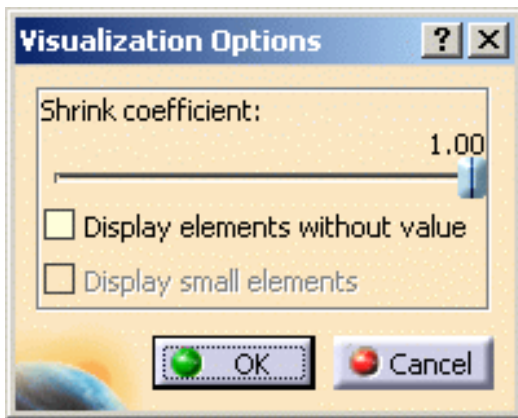 Visualization Options ? X
Shrink coefficient:
1.00
Display elements without value
Display small elements
OK Cancel